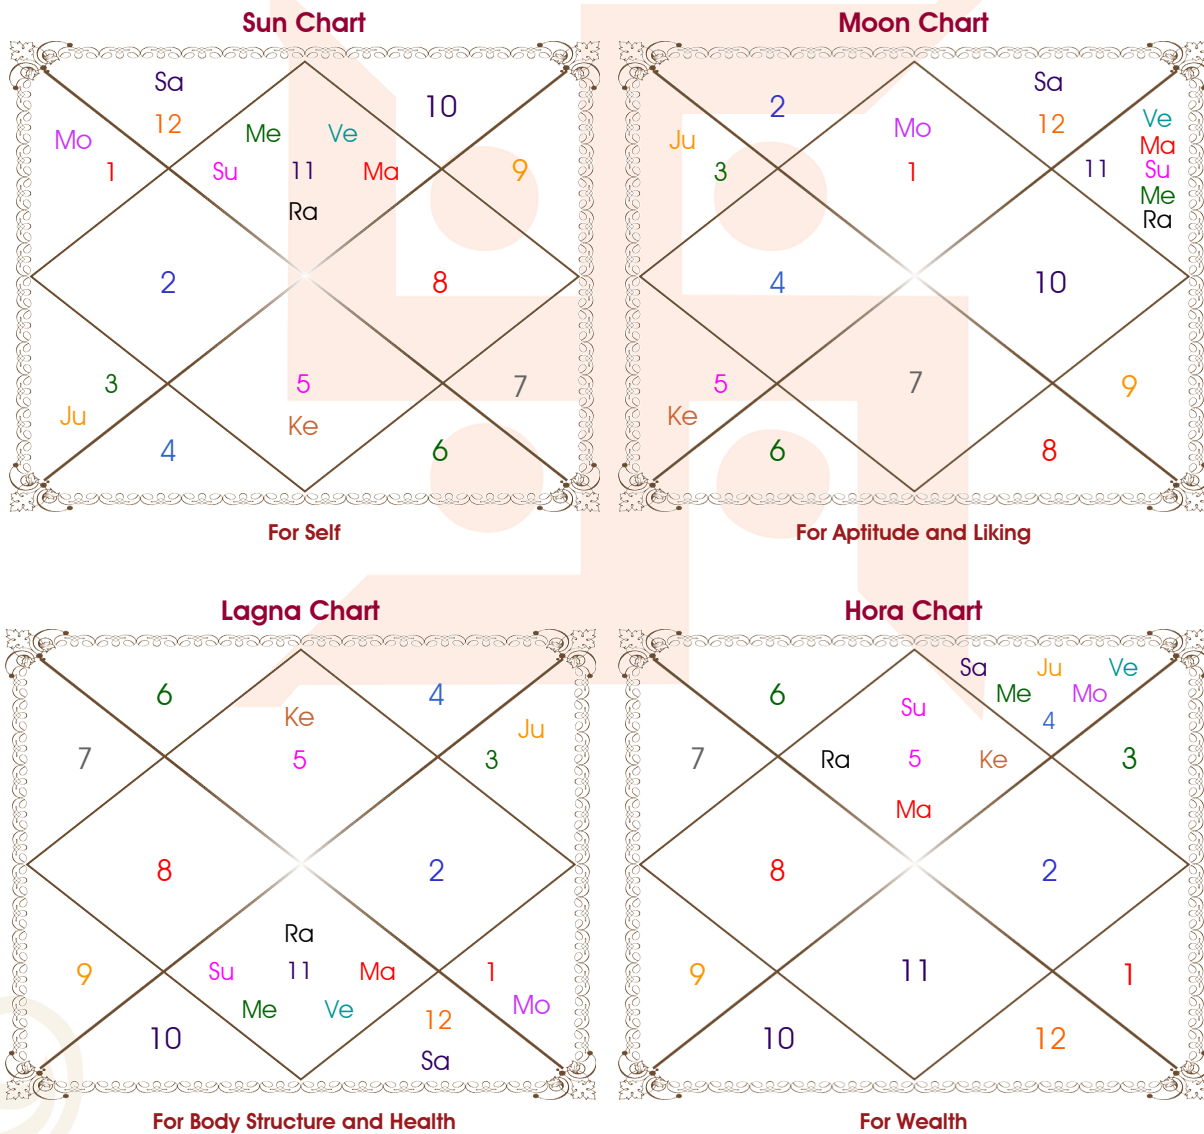 Sun Chart
Sa
10
12
Mo
Me
Ve
1
Su
11
Ma
9
Ra
2
8
3
5
7
Ju
Ke
4
6
For Self
Moon Chart
Sa
2
Ve
Ju
Mo
12
Ma
3
1
11
Su
Me
Ra
4
10
5
7
9
Ke
6
8
For Aptitude and Liking
Lagna Chart
6
4
Ke
Ju
7
5
3
8
2
Ra
9
Su
11
Ma
1
Me
Ve
Mo
10
12
Sa
For Body Structure and Health
Hora Chart
Sa
Ju
Ve
6
Me
Mo
Su
4
7
Ra
5
Ke
3
Ma
8
2
9
11
1
10
12
For Wealth